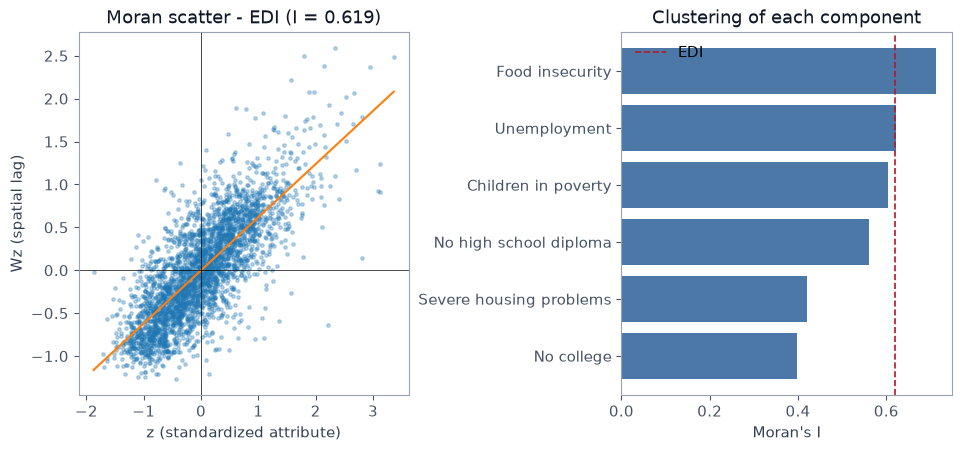 Moran scatter - EDI (I = 0.619)
Wz (spatial lag)
2.5
2.0
1.5
1.0
0.5
0.0
−0.5
−1.0
−2
−1
0
1
2
3
z (standardized attribute)
Clustering of each component
EDI
Food insecurity
Unemployment
Children in poverty
No high school diploma
Severe housing problems
No college
0.0
0.2
0.4
0.6
Moran's I